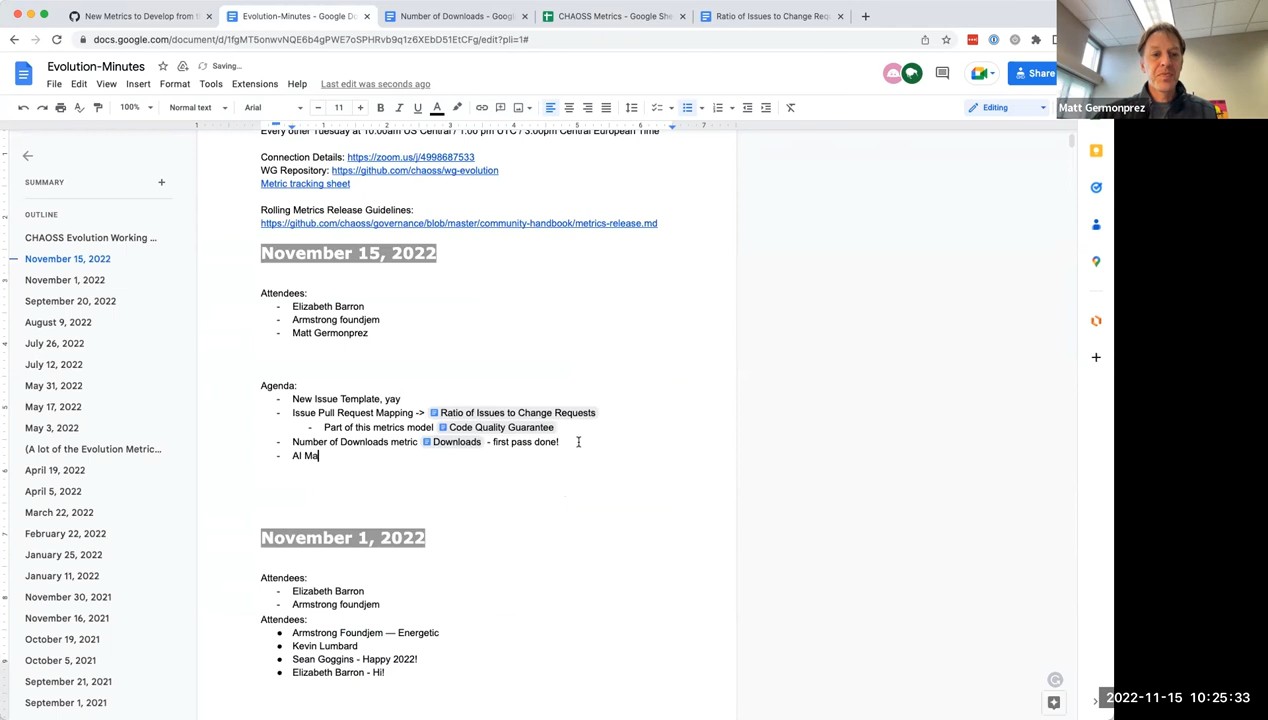 New Metrics to Develop from t
Evolution-Minutes - Google Do
Number of Downloads - Goog
CHAOSS Metrics - Google She
Ratio of Issues to Change Req
docs.google.com/document/d/1fgMT5onwvNQE6b4gPWE7oSPHRvb9q1z6XEbD51EtCFg/edit?pli=1#
Evolution-Minutes
Saving...
File Edit View Insert Format Tools Extensions Help Last edit was seconds ago
Share
Matt Germonprez
100% Normal text Arial 11 Editing
Every other Tuesday at 10:00am US Central / 1:00 pm UTC / 3:00pm Central European Time
Connection Details: https://zoom.us/j/4998687533
WG Repository: https://github.com/chaoss/wg-evolution
Metric tracking sheet
Rolling Metrics Release Guidelines:
https://github.com/chaoss/governance/blob/master/community-handbook/metrics-release.md
November 15, 2022
Attendees:
- Elizabeth Barron
- Armstrong foundjem
- Matt Germonprez
Agenda:
- New Issue Template, yay
- Issue Pull Request Mapping -> Ratio of Issues to Change Requests
- Part of this metrics model Code Quality Guarantee
- Number of Downloads metric Downloads - first pass done!
- AI Ma
November 1, 2022
Attendees:
- Elizabeth Barron
- Armstrong foundjem
Attendees:
● Armstrong Foundjem — Energetic
● Kevin Lumbard
● Sean Goggins - Happy 2022!
● Elizabeth Barron - Hi!
SUMMARY
OUTLINE
CHAOSS Evolution Working ...
November 15, 2022
November 1, 2022
September 20, 2022
August 9, 2022
July 26, 2022
July 12, 2022
May 31, 2022
May 17, 2022
May 3, 2022
(A lot of the Evolution Metric...
April 19, 2022
April 5, 2022
March 22, 2022
February 22, 2022
January 25, 2022
January 11, 2022
November 30, 2021
November 16, 2021
October 19, 2021
October 5, 2021
September 21, 2021
September 1, 2021
2022-11-15 10:25:33